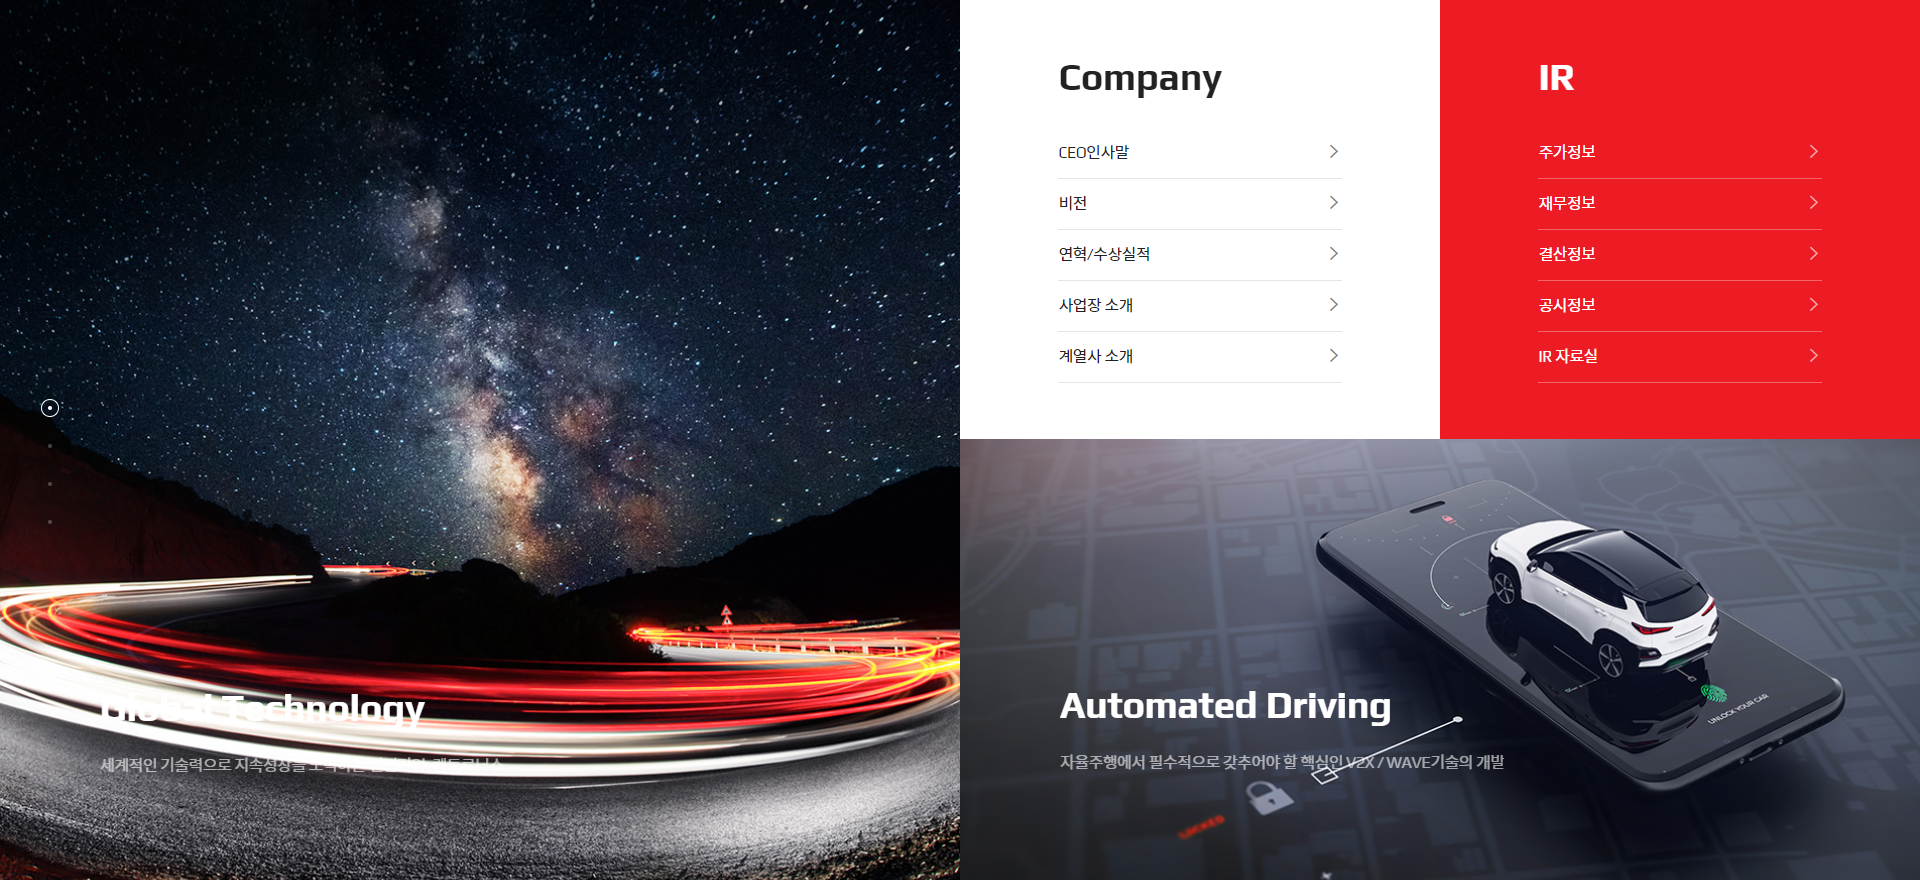 Global Technology
세계적인 기술력으로 지속성장을
Company
CEO인사말
비전
연혁/수상실적
사업장 소개
계열사 소개
IR
주가정보
재무정보
결산정보
공시정보
IR 자료실
UNLOCK YOUR CAR
Automated Driving
자율주행에서 필수적으로 갖추어야 할 핵심인 V2X / WAVE기술의 개발
LOCKED